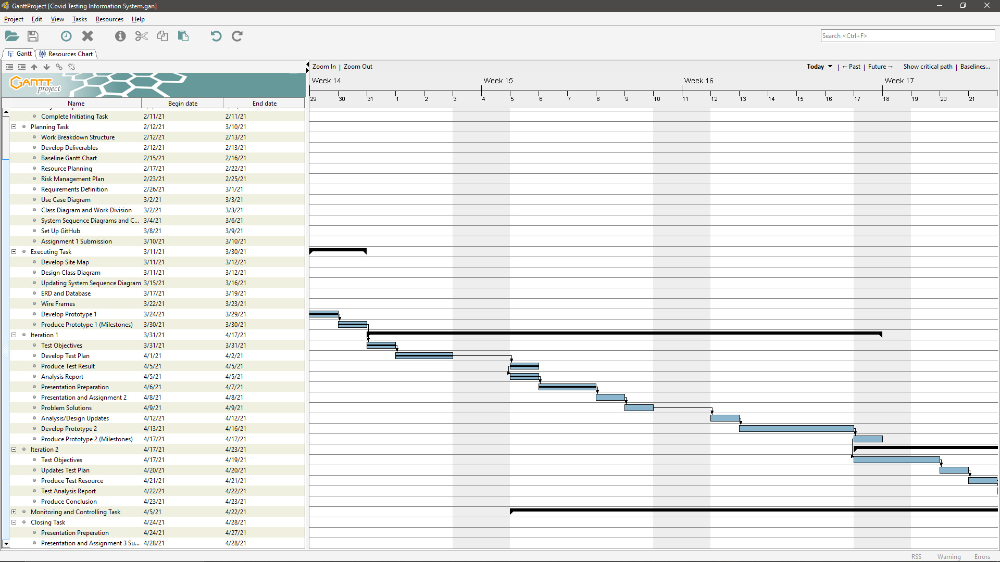 GanttProject [Covid Testing Information System.gan]
Project Edit View Tasks Resources Help
Search <Ctrl+F>
Gantt Resources Chart
Zoom In | Zoom Out Today | ← Past | Future → Show critical path | Baselines...
GANTT project
Week 14 Week 15 Week 16 Week 17
29 30 31 1 2 3 4 5 6 7 8 9 10 11 12 13 14 15 16 17 18 19 20 21
Name Begin date End date
Complete Initiating Task 2/11/21 2/11/21
Planning Task 2/12/21 3/10/21
Work Breakdown Structure 2/12/21 2/13/21
Develop Deliverables 2/12/21 2/13/21
Baseline Gantt Chart 2/15/21 2/16/21
Resource Planning 2/17/21 2/22/21
Risk Management Plan 2/23/21 2/25/21
Requirements Definition 2/26/21 3/1/21
Use Case Diagram 3/2/21 3/3/21
Class Diagram and Work Division 3/2/21 3/3/21
System Sequence Diagrams and C... 3/4/21 3/6/21
Set Up GitHub 3/8/21 3/9/21
Assignment 1 Submission 3/10/21 3/10/21
Executing Task 3/11/21 3/30/21
Develop Site Map 3/11/21 3/12/21
Design Class Diagram 3/11/21 3/12/21
Updating System Sequence Diagram 3/15/21 3/16/21
ERD and Database 3/17/21 3/19/21
Wire Frames 3/22/21 3/23/21
Develop Prototype 1 3/24/21 3/29/21
Produce Prototype 1 (Milestones) 3/30/21 3/30/21
Iteration 1 3/31/21 4/17/21
Test Objectives 3/31/21 3/31/21
Develop Test Plan 4/1/21 4/2/21
Produce Test Result 4/5/21 4/5/21
Analysis Report 4/5/21 4/5/21
Presentation Preparation 4/6/21 4/7/21
Presentation and Assignment 2 4/8/21 4/8/21
Problem Solutions 4/9/21 4/9/21
Analysis/Design Updates 4/12/21 4/12/21
Develop Prototype 2 4/13/21 4/16/21
Produce Prototype 2 (Milestones) 4/17/21 4/17/21
Iteration 2 4/17/21 4/23/21
Test Objectives 4/17/21 4/19/21
Updates Test Plan 4/20/21 4/20/21
Produce Test Resource 4/21/21 4/21/21
Test Analysis Report 4/22/21 4/22/21
Produce Conclusion 4/23/21 4/23/21
Monitoring and Controlling Task 4/5/21 4/22/21
Closing Task 4/24/21 4/28/21
Presentation Preperation 4/24/21 4/27/21
Presentation and Assignment 3 Su... 4/28/21 4/28/21
RSS Warning Errors